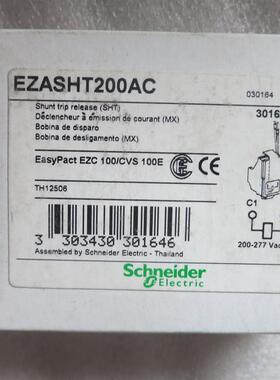 EZASHT200AC
030164
Shunt trip release (SHT)
Déclencheur à émission de courant (MX)
Bobina de disparo
Bobina de desligamento (MX)
3016
EasyPact EZC 100/CVS 100E
TH12506
C1
200-277 Vac
3 303430 301646
Assembled by Schneider Electric - Thailand
Schneider
Electric